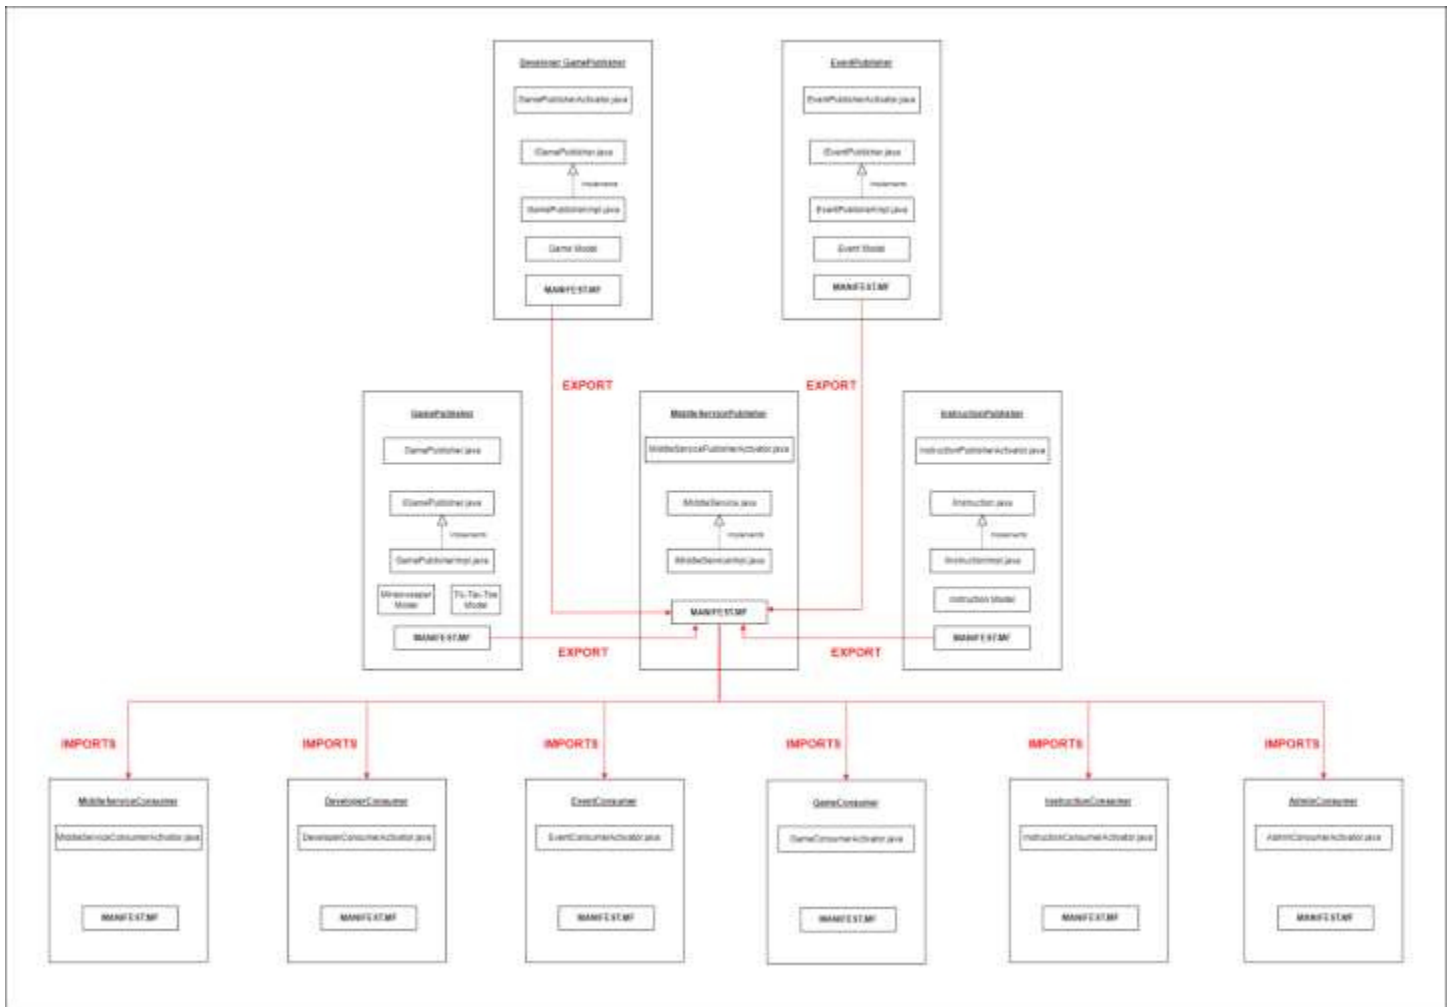 Developer GamePublisher
GamePublisherActivator.java
IGamePublisher.java
implements
GamePublisherImpl.java
Game Model
MANIFEST.MF
EventPublisher
EventPublisherActivator.java
IEventPublisher.java
implements
EventPublisherImpl.java
Event Model
MANIFEST.MF
EXPORT
EXPORT
GamePublisher
GamePublisher.java
IGamePublisher.java
implements
GamePublisherImpl.java
Minesweeper
Model
Tic-Tac-Toe
Model
MANIFEST.MF
MiddleServicePublisher
MiddleServicePublisherActivator.java
IMiddleService.java
implements
IMiddleServiceImpl.java
MANIFEST.MF
InstructionPublisher
InstructionPublisherActivator.java
IInstruction.java
implements
IInstructionImpl.java
Instruction Model
MANIFEST.MF
EXPORT
EXPORT
IMPORTS
IMPORTS
IMPORTS
IMPORTS
IMPORTS
IMPORTS
MiddleServiceConsumer
MiddleServiceConsumerActivator.java
MANIFEST.MF
DeveloperConsumer
DeveloperConsumerActivator.java
MANIFEST.MF
EventConsumer
EventConsumerActivator.java
MANIFEST.MF
GameConsumer
GameConsumerActivator.java
MANIFEST.MF
InstructionConsumer
InstructionConsumerActivator.java
MANIFEST.MF
AdminConsumer
AdminConsumerActivator.java
MANIFEST.MF